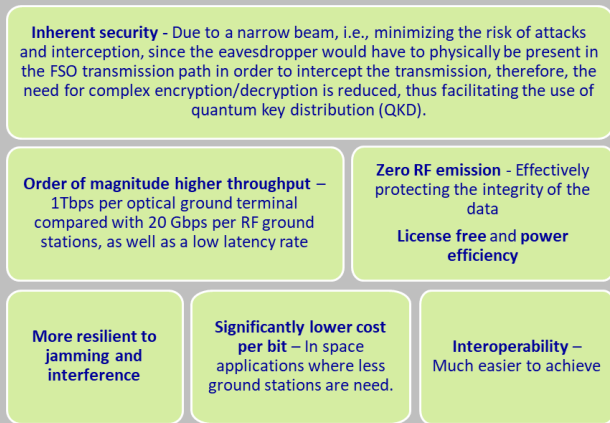 Inherent security - Due to a narrow beam, i.e., minimizing the risk of attacks
and interception, since the eavesdropper would have to physically be present in
the FSO transmission path in order to intercept the transmission, therefore, the
need for complex encryption/decryption is reduced, thus facilitating the use of
quantum key distribution (QKD).
Order of magnitude higher throughput –
1Tbps per optical ground terminal
compared with 20 Gbps per RF ground
stations, as well as a low latency rate
Zero RF emission - Effectively
protecting the integrity of the
data
License free and power
efficiency
More resilient to
jamming and
interference
Significantly lower cost
per bit – In space
applications where less
ground stations are need.
Interoperability –
Much easier to achieve